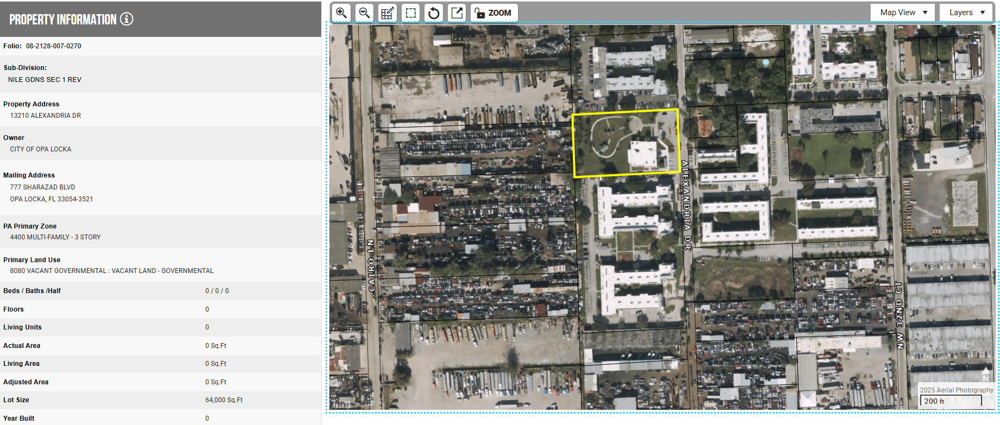 PROPERTY INFORMATION
Folio: 08-2128-007-0270
Sub-Division:
NILE GDNS SEC 1 REV
Property Address
13210 ALEXANDRIA DR
Owner
CITY OF OPA LOCKA
Mailing Address
777 SHARAZAD BLVD
OPA LOCKA, FL 33054-3521
PA Primary Zone
4400 MULTI-FAMILY - 3 STORY
Primary Land Use
8080 VACANT GOVERNMENTAL : VACANT LAND - GOVERNMENTAL
Beds / Baths /Half 0 / 0 / 0
Floors 0
Living Units 0
Actual Area 0 Sq.Ft
Living Area 0 Sq.Ft
Adjusted Area 0 Sq.Ft
Lot Size 64,000 Sq.Ft
Year Built 0
ZOOM
Map View
Layers
CAIRO LN
ALEXANDRIA DR
NW 32ND CT
N
2025 Aerial Photography
200 ft